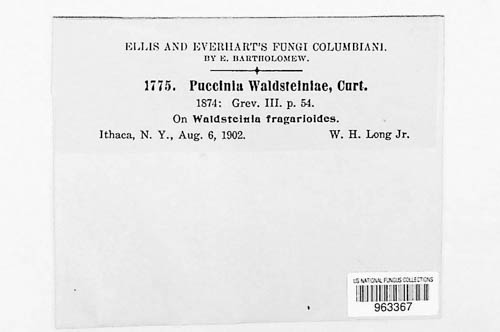 ELLIS AND EVERHART'S FUNGI COLUMBIANI.
BY E. BARTHOLOMEW.
1775. Puccinia Waldsteiniae, Curt.
1874: Grev. III. p. 54.
On Waldsteinia fragarioides.
Ithaca, N. Y., Aug. 6, 1902. W. H. Long Jr.
US NATIONAL FUNGUS COLLECTIONS
963367